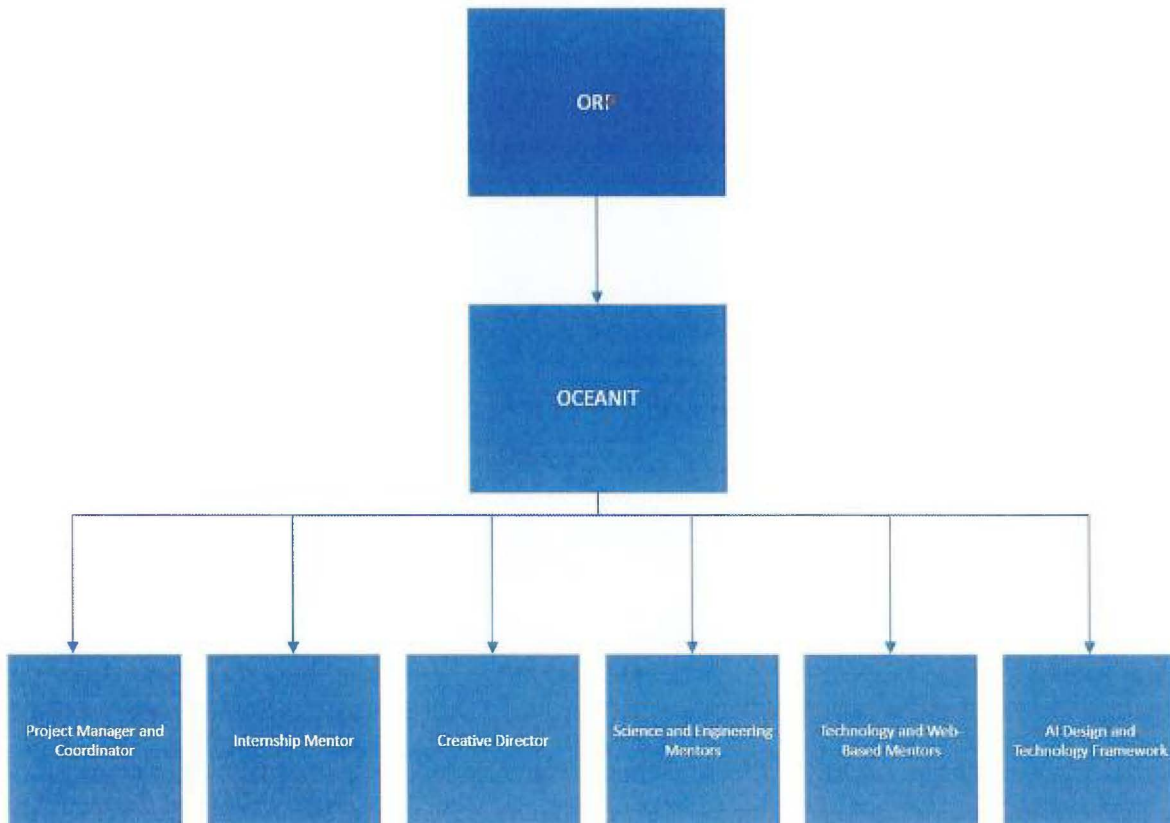 ORP
OCEANIT
Project Manager and
Coordinator
Internship Mentor
Creative Director
Science and Engineering
Mentors
Technology and Web-
Based Mentors
AI Design and
Technology Framework